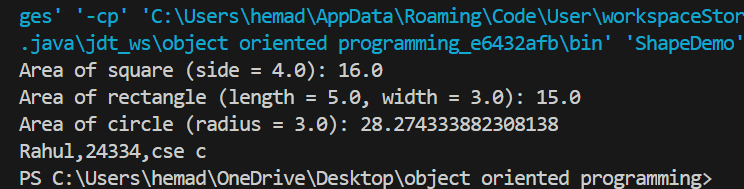 ges' '-cp' 'C:\Users\hemad\AppData\Roaming\Code\User\workspaceStor
.java\jdt_ws\object oriented programming_e6432afb\bin' 'ShapeDemo'
Area of square (side = 4.0): 16.0
Area of rectangle (length = 5.0, width = 3.0): 15.0
Area of circle (radius = 3.0): 28.274333882308138
Rahul,24334,cse c
PS C:\Users\hemad\OneDrive\Desktop\object oriented programming>